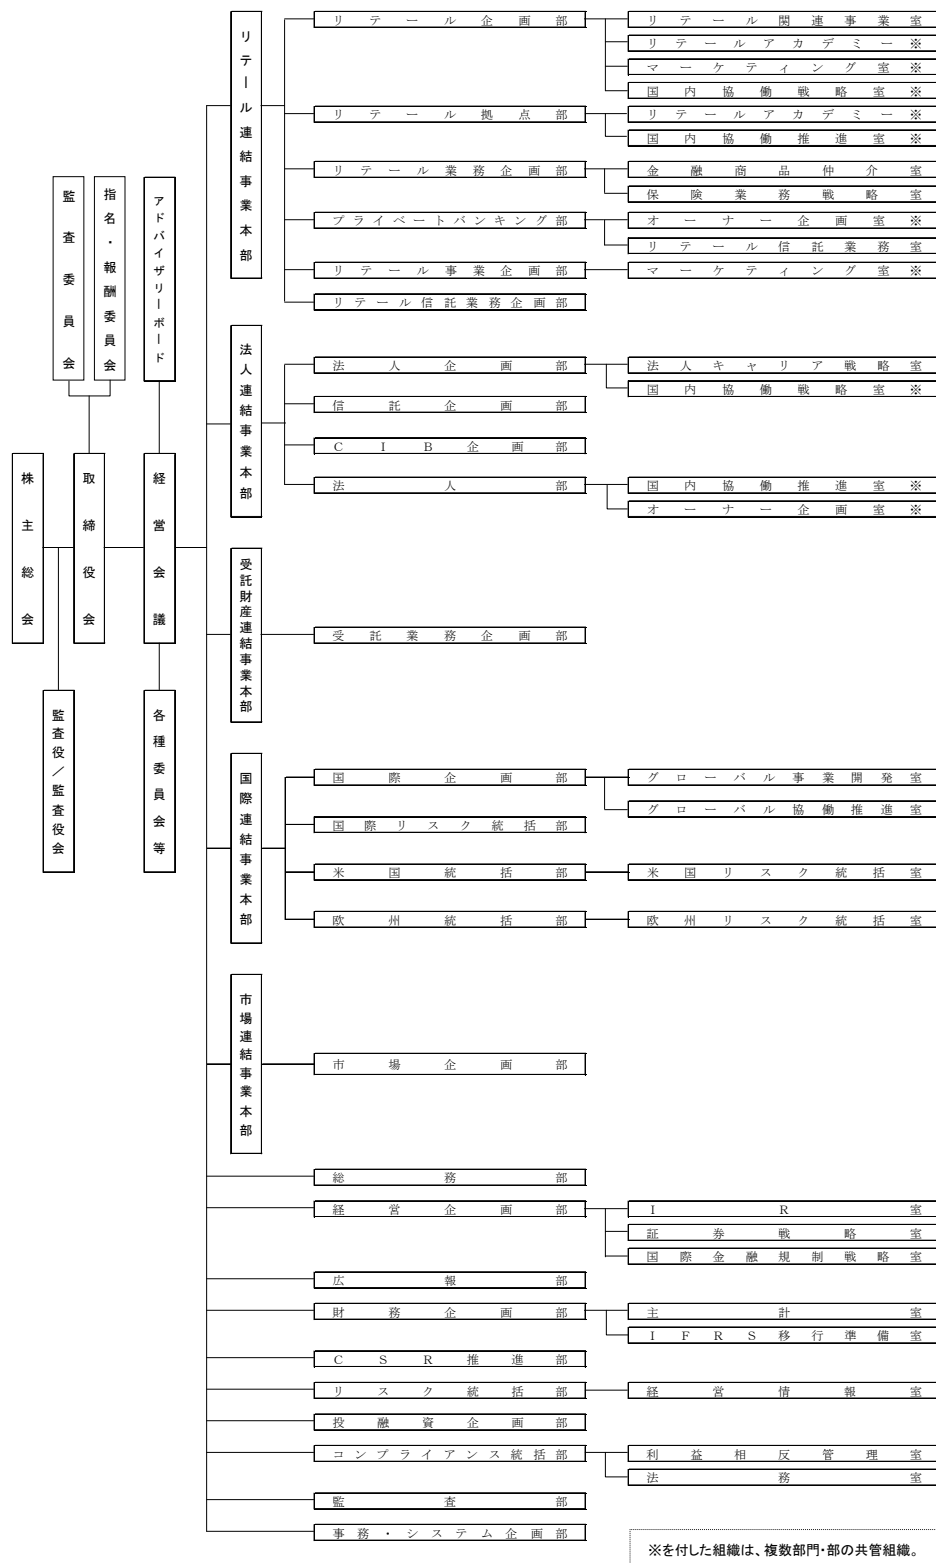 株主総会
監査役／監査役会
取締役会
監査委員会
指名・報酬委員会
経営会議
アドバイザリーボード
各種委員会等
リテール連結事業本部
リテール企画部
リテール関連事業室
リテールアカデミー※
マーケティング室※
国内協働戦略室※
リテール拠点部
リテールアカデミー※
国内協働推進室※
リテール業務企画部
金融商品仲介室
保険業務戦略室
プライベートバンキング部
オーナー企画室※
リテール信託業務室
リテール事業企画部
マーケティング室※
リテール信託業務企画部
法人連結事業本部
法人企画部
法人キャリア戦略室
国内協働戦略室※
信託企画部
CIB企画部
法人部
国内協働推進室※
オーナー企画室※
受託財産連結事業本部
受託業務企画部
国際連結事業本部
国際企画部
グローバル事業開発室
グローバル協働推進室
国際リスク統括部
米国統括部
米国リスク統括室
欧州統括部
欧州リスク統括室
市場連結事業本部
市場企画部
総務部
経営企画部
IR室
証券戦略室
国際金融規制戦略室
広報部
財務企画部
主計室
IFRS移行準備室
CSR推進部
リスク統括部
経営情報室
投融資企画部
コンプライアンス統括部
利益相反管理室
法務室
監査部
事務・システム企画部
※を付した組織は、複数部門・部の共管組織。